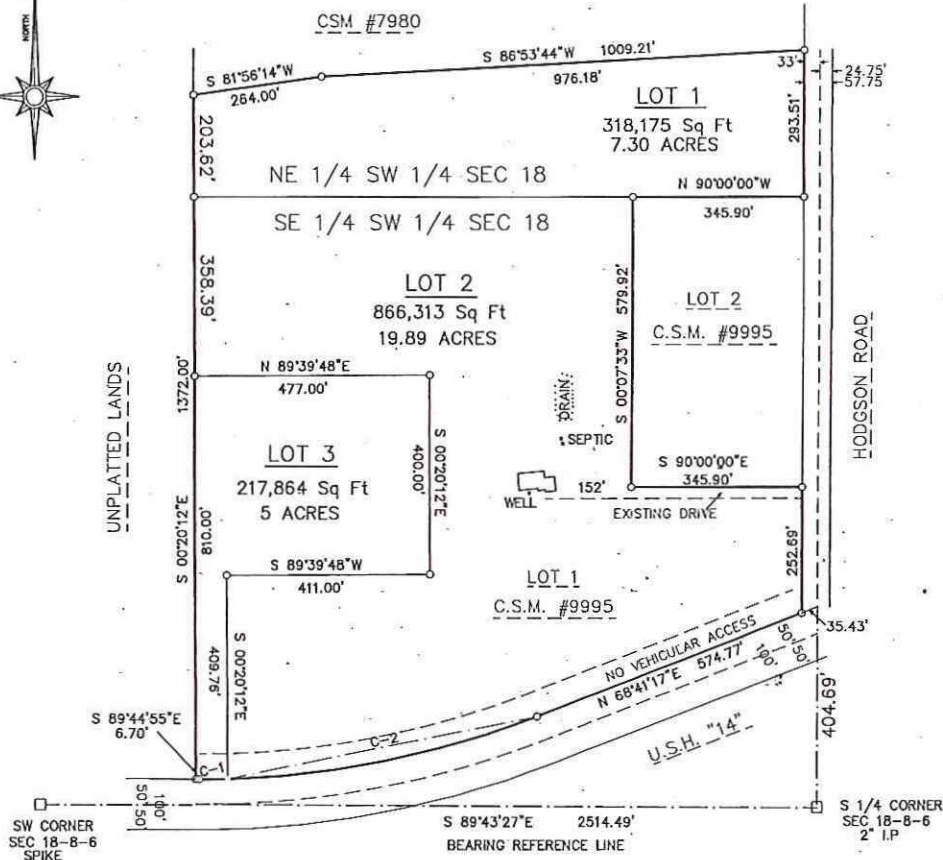 NORTH
CSM #7980
S 86°53'44"W 1009.21'
976.18'
S 81°56'14"W
264.00'
33'
24.75'
57.75
LOT 1
318,175 Sq Ft
7.30 ACRES
293.51'
203.62'
NE 1/4 SW 1/4 SEC 18
N 90°00'00"W
345.90'
SE 1/4 SW 1/4 SEC 18
358.39'
LOT 2
866,313 Sq Ft
19.89 ACRES
S 00°07'33"W 579.92'
LOT 2
C.S.M. #9995
HODGSON ROAD
UNPLATTED LANDS
1372.00'
N 89°39'48"E
477.00'
DRAIN
SEPTIC
LOT 3
217,864 Sq Ft
5 ACRES
S 00°20'12"E
400.00'
S 90°00'00"E
345.90'
WELL
152'
EXISTING DRIVE
S 00°20'12"E
810.00'
S 89°39'48"W
411.00'
LOT 1
C.S.M. #9995
252.69'
35.43'
S 00°20'12"E
409.76'
NO VEHICULAR ACCESS
N 68°41'17"E 574.77'
50' 50'
100'
404.69'
S 89°44'55"E
6.70'
C-1
C-2
U.S.H. "14"
50' 50'
100'
SW CORNER
SEC 18-8-6
SPIKE
S 89°43'27"E 2514.49'
BEARING REFERENCE LINE
S 1/4 CORNER
SEC 18-8-6
2" I.P